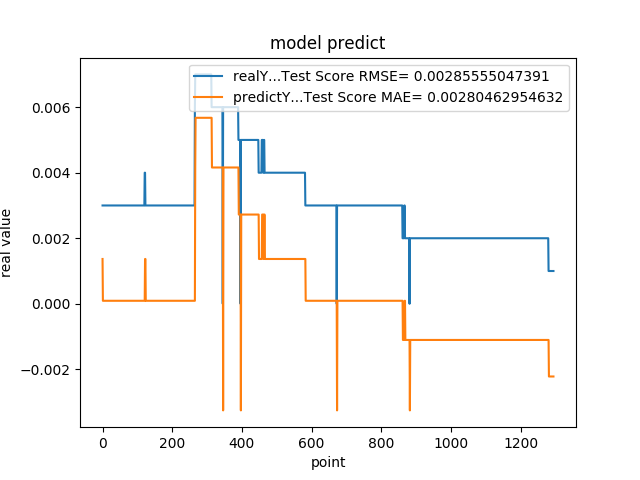 model predict
realY...Test Score RMSE= 0.00285555047391
predictY...Test Score MAE= 0.00280462954632
real value
0.006
0.004
0.002
0.000
−0.002
0 200 400 600 800 1000 1200
point